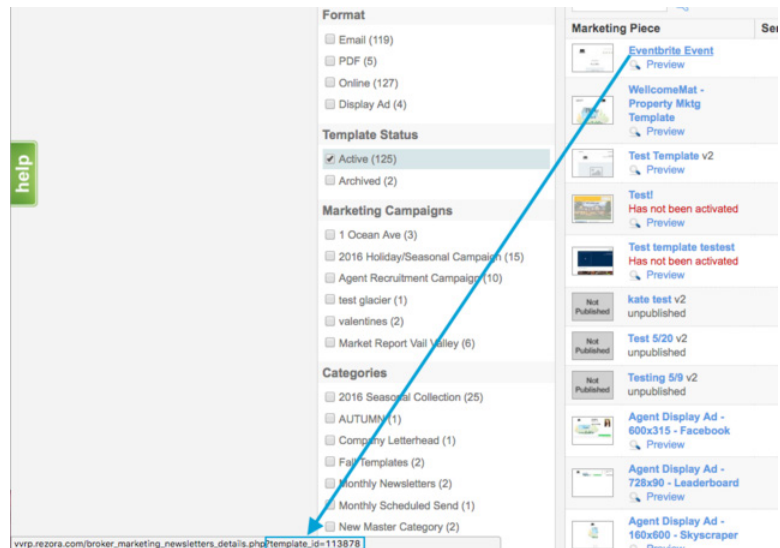 help
Format
Email (119)
PDF (5)
Online (127)
Display Ad (4)
Template Status
Active (125)
Archived (2)
Marketing Campaigns
1 Ocean Ave (3)
2016 Holiday/Seasonal Campaign (15)
Agent Recruitment Campaign (10)
test glacier (1)
valentines (2)
Market Report Vail Valley (6)
Categories
2016 Seasonal Collection (25)
AUTUMN (1)
Company Letterhead (1)
Fall Templates (2)
Monthly Newsletters (2)
Monthly Scheduled Send (1)
New Master Category (2)
Marketing Piece
Eventbrite Event
Preview
WellcomeMat -
Property Mktg
Template
Preview
Test Template v2
Preview
Test!
Has not been activated
Preview
Test template testest
Has not been activated
Preview
Not
Published
kate test v2
unpublished
Not
Published
Test 5/20 v2
unpublished
Not
Published
Testing 5/9 v2
unpublished
Agent Display Ad -
600x315 - Facebook
Preview
Agent Display Ad -
728x90 - Leaderboard
Preview
Agent Display Ad -
160x600 - Skyscraper
Preview
vvrp.rezora.com/broker_marketing_newsletters_details.php?template_id=113878